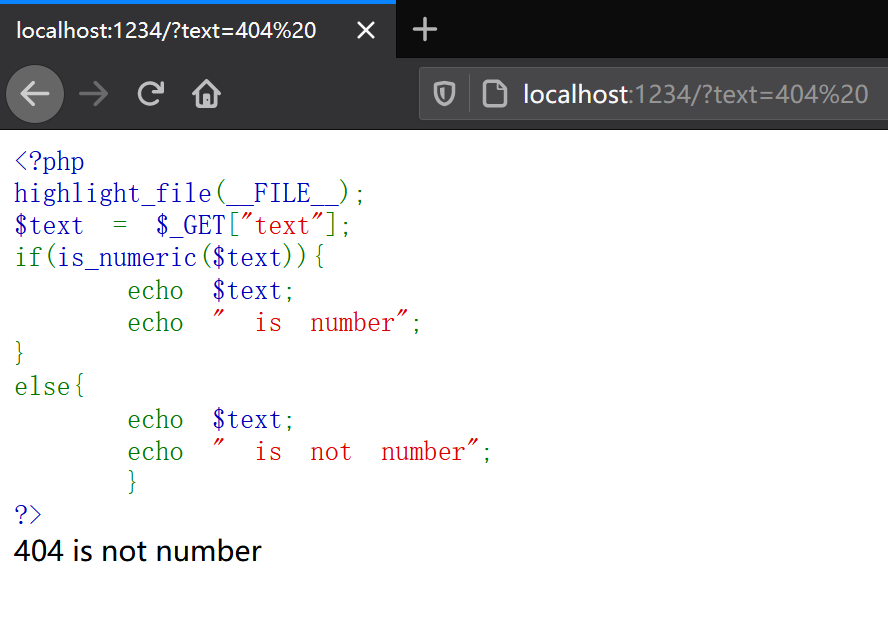 localhost:1234/?text=404%20
localhost:1234/?text=404%20
<?php
highlight_file(__FILE__);
$text = $_GET["text"];
if(is_numeric($text)){
        echo $text;
        echo " is number";
}
else{
        echo $text;
        echo " is not number";
        }
?>
404 is not number